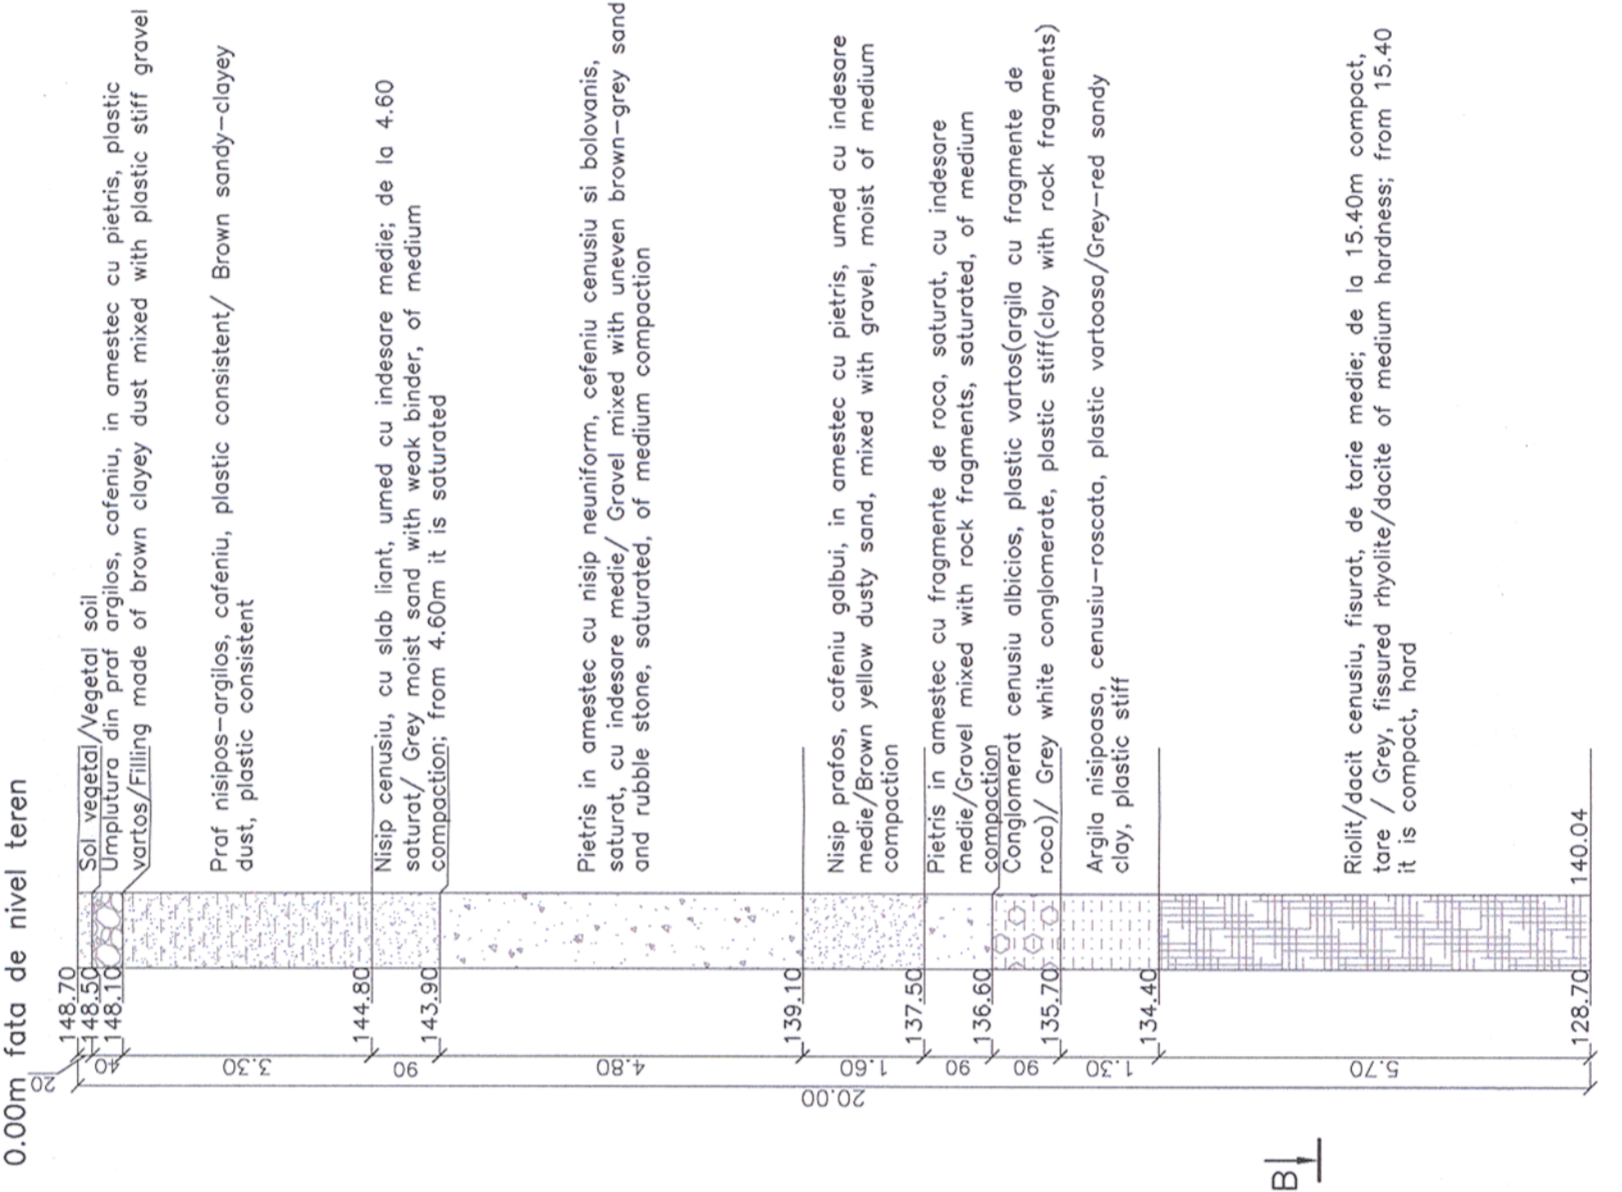 0.00m fata de nivel teren
Sol vegetal/Vegetal soil
Umplutura din praf argilos, cafeniu, in amestec cu pietris, plastic
vartos/Filling made of brown clayey dust mixed with plastic stiff gravel
Praf nisipos-argilos, cafeniu, plastic consistent/ Brown sandy-clayey
dust, plastic consistent
Nisip cenusiu, cu slab liant, umed cu indesare medie; de la 4.60
saturat/ Grey moist sand with weak binder, of medium
compaction; from 4.60m it is saturated
Pietris in amestec cu nisip neuniform, cefeniu cenusiu si bolovanis,
saturat, cu indesare medie/ Gravel mixed with uneven brown-grey sand
and rubble stone, saturated, of medium compaction
Nisip prafos, cafeniu galbui, in amestec cu pietris, umed cu indesare
medie/Brown yellow dusty sand, mixed with gravel, moist of medium
compaction
Pietris in amestec cu fragmente de roca, saturat, cu indesare
medie/Gravel mixed with rock fragments, saturated, of medium
compaction
Conglomerat cenusiu albicios, plastic vartos(argila cu fragmente de
roca)/ Grey white conglomerate, plastic stiff(clay with rock fragments)
Argila nisipoasa, cenusiu-roscata, plastic vartoasa/Grey-red sandy
clay, plastic stiff
Riolit/dacit cenusiu, fisurat, de tarie medie; de la 15.40m compact,
tare / Grey, fissured rhyolite/dacite of medium hardness; from 15.40
it is compact, hard
140.04
148.70
148.50
148.10
144.80
143.90
139.10
137.50
136.60
135.70
134.40
128.70
20
40
3.30
90
4.80
1.60
90
90
1.30
5.70
20.00
B